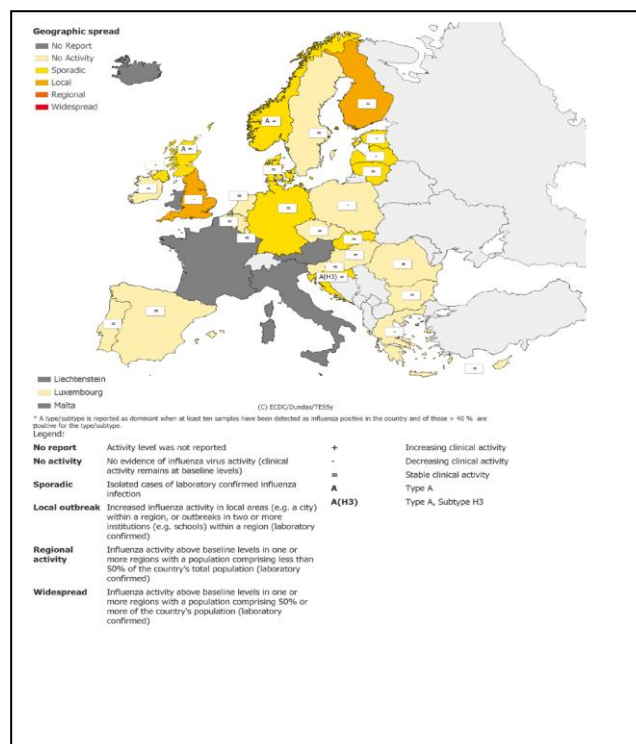 Geographic spread
No Report
No Activity
Sporadic
Local
Regional
Widespread
A =
A =
A(H3) =
Liechtenstein
Luxembourg
Malta
(C) ECDC/Dundas/TESSy
* A type/subtype is reported as dominant when at least ten samples have been detected as influenza positive in the country and of those > 40 % are
positive for the type/subtype.
Legend:
No report Activity level was not reported + Increasing clinical activity
No activity No evidence of influenza virus activity (clinical - Decreasing clinical activity
activity remains at baseline levels) = Stable clinical activity
Sporadic Isolated cases of laboratory confirmed influenza A Type A
infection A(H3) Type A, Subtype H3
Local outbreak Increased influenza activity in local areas (e.g. a city)
within a region, or outbreaks in two or more
institutions (e.g. schools) within a region (laboratory
confirmed)
Regional Influenza activity above baseline levels in one or
activity more regions with a population comprising less than
50% of the country's total population (laboratory
confirmed)
Widespread Influenza activity above baseline levels in one or
more regions with a population comprising 50% or
more of the country's population (laboratory
confirmed)